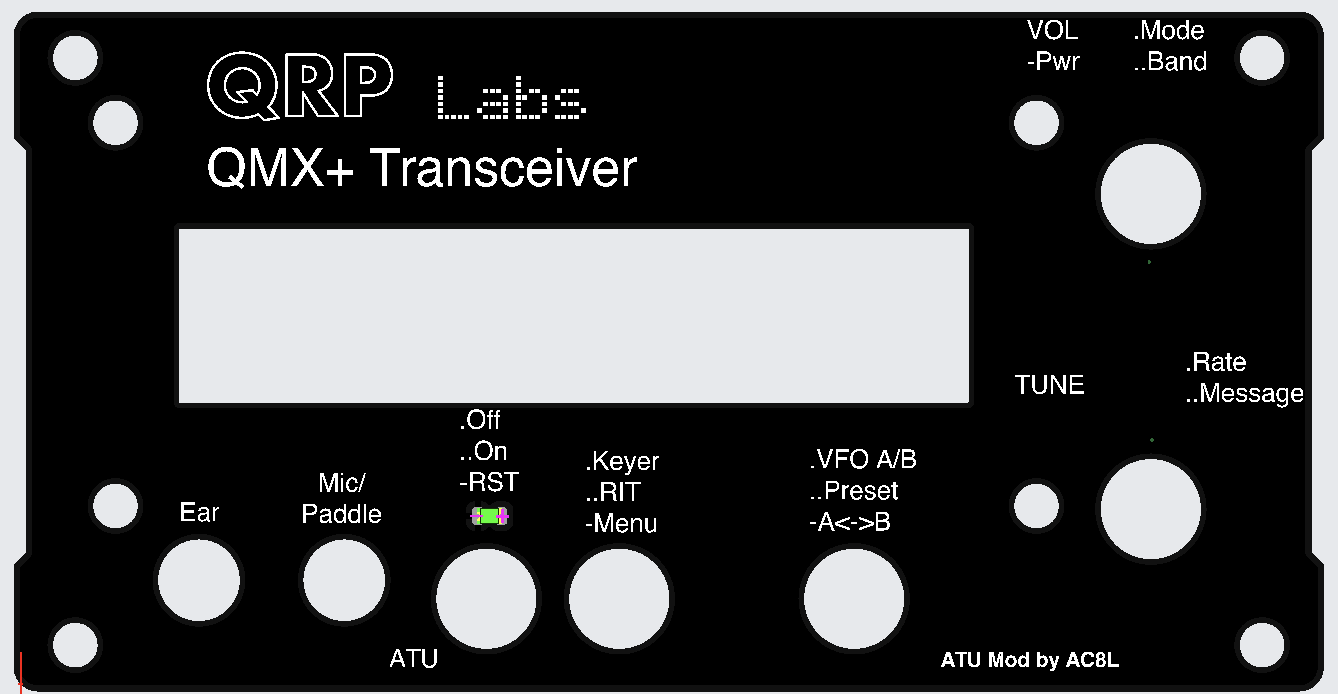 VOL
-Pwr
.Mode
..Band
QRP Labs
QMX+ Transceiver
TUNE
.Rate
..Message
.Off
..On
-RST
.Keyer
..RIT
-Menu
.VFO A/B
..Preset
-A<->B
Mic/
Paddle
Ear
ATU
ATU Mod by AC8L